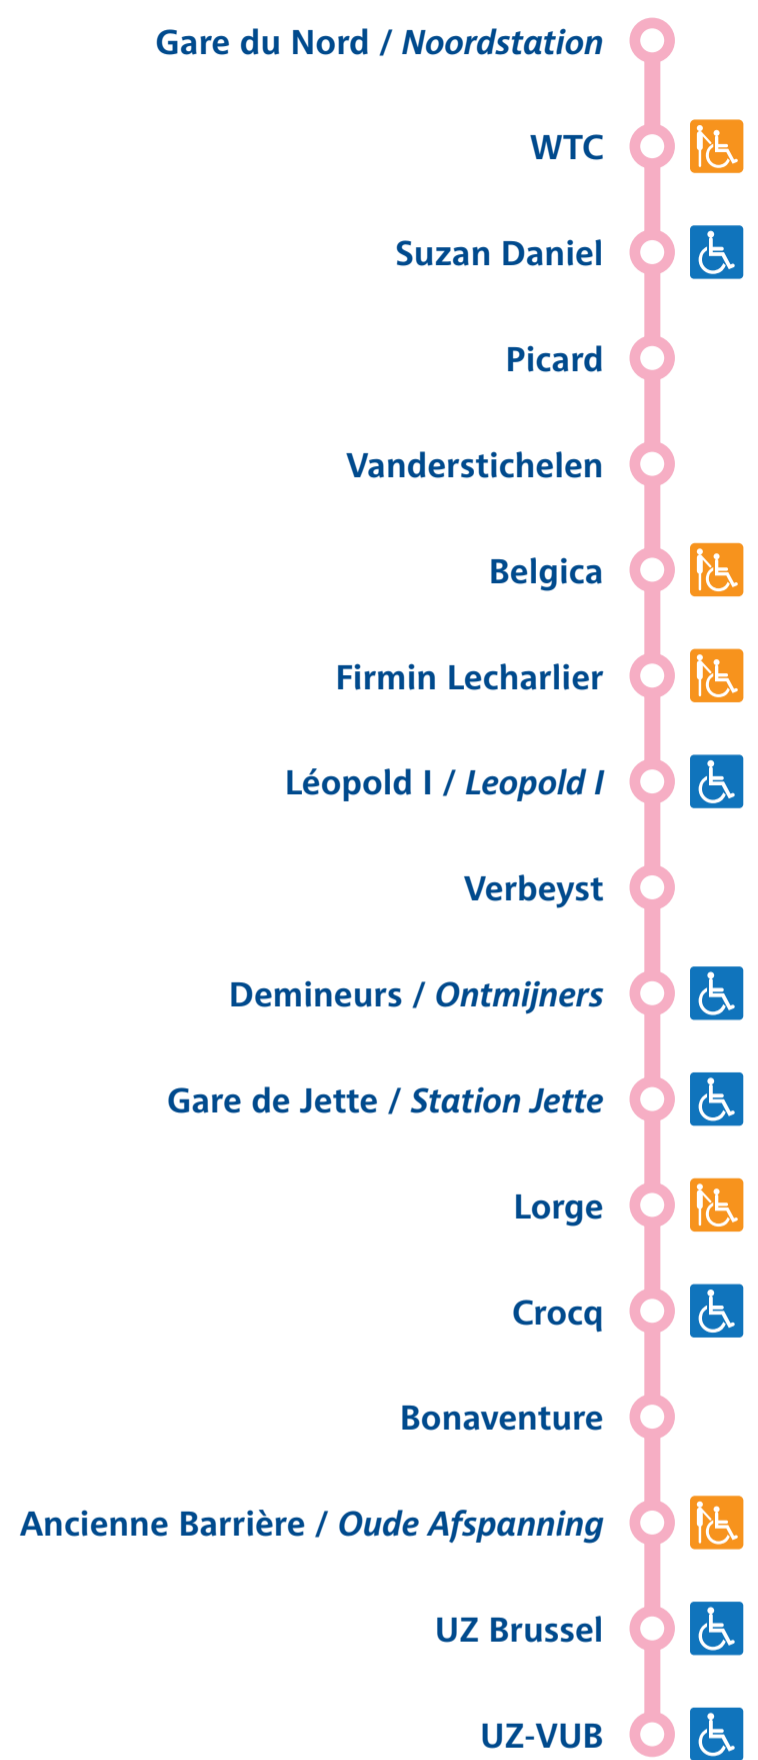 Gare du Nord / Noordstation
WTC
Suzan Daniel
Picard
Vanderstichelen
Belgica
Firmin Lecharlier
Léopold I / Leopold I
Verbeyst
Demineurs / Ontmijners
Gare de Jette / Station Jette
Lorge
Crocq
Bonaventure
Ancienne Barrière / Oude Afspanning
UZ Brussel
UZ-VUB